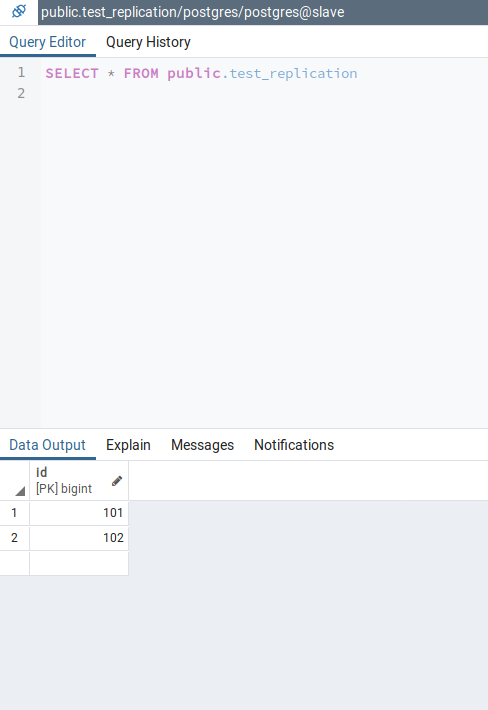 public.test_replication/postgres/postgres@slave
Query Editor Query History
1 SELECT * FROM public.test_replication
2
Data Output Explain Messages Notifications
id
[PK] bigint
1 101
2 102